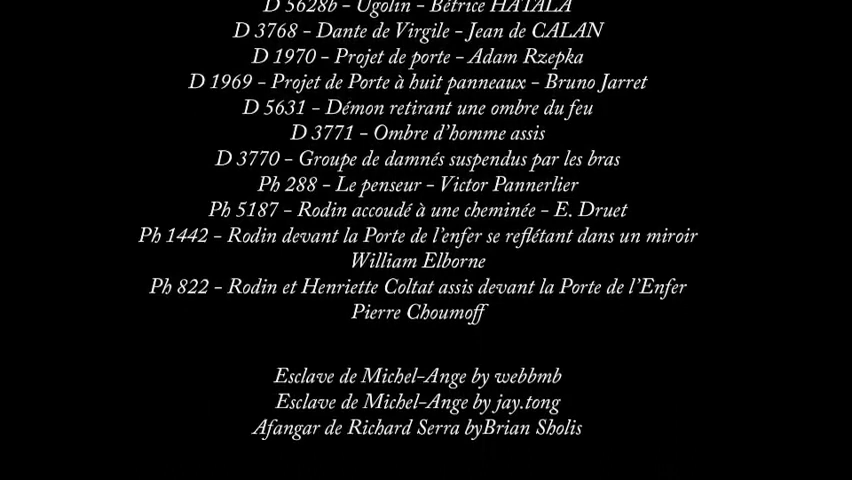 D 5628b - Ugolin - Bétrice HATALA
D 3768 - Dante de Virgile - Jean de CALAN
D 1970 - Projet de porte - Adam Rzepka
D 1969 - Projet de Porte à huit panneaux - Bruno Jarret
D 5631 - Démon retirant une ombre du feu
D 3771 - Ombre d'homme assis
D 3770 - Groupe de damnés suspendus par les bras
Ph 288 - Le penseur - Victor Pannerlier
Ph 5187 - Rodin accoudé à une cheminée - E. Druet
Ph 1442 - Rodin devant la Porte de l'enfer se reflétant dans un miroir
William Elborne
Ph 822 - Rodin et Henriette Coltat assis devant la Porte de l'Enfer
Pierre Choumoff
Esclave de Michel-Ange by webbmb
Esclave de Michel-Ange by jay.tong
Afangar de Richard Serra byBrian Sholis